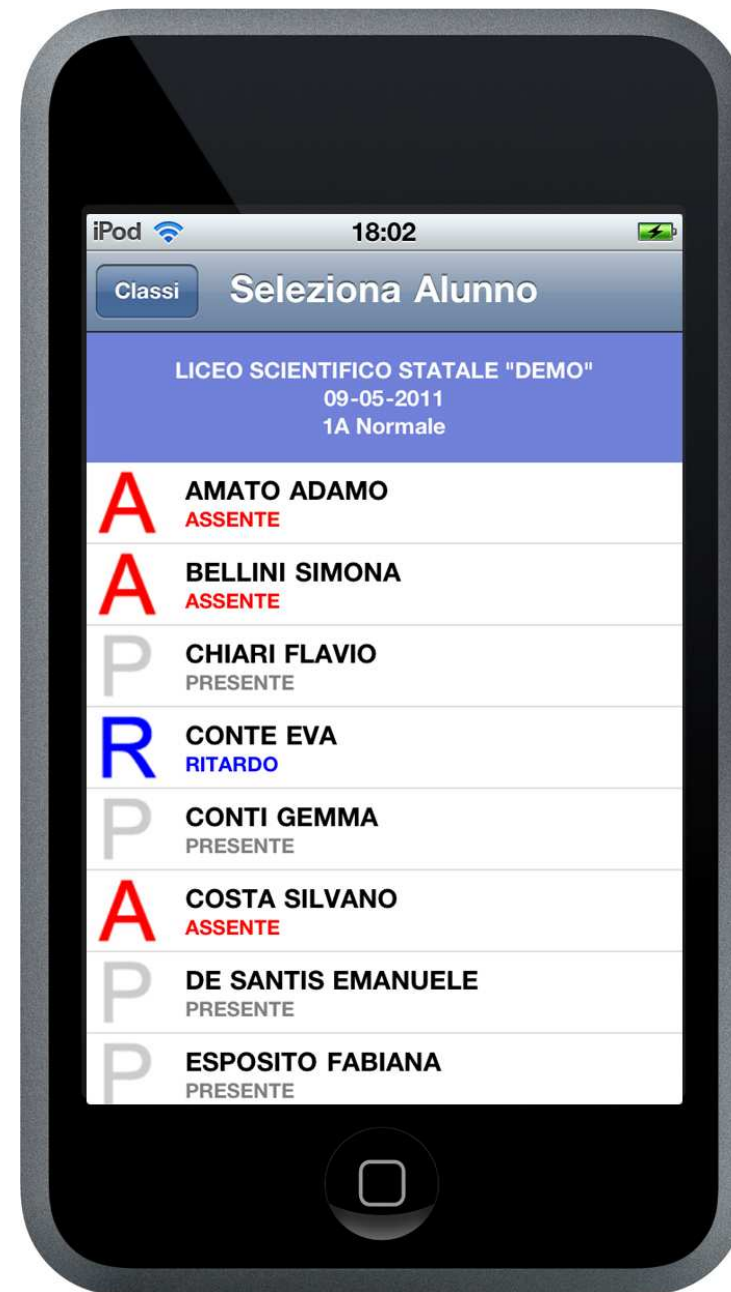 iPod 18:02
Classi Seleziona Alunno
LICEO SCIENTIFICO STATALE "DEMO"
09-05-2011
1A Normale
A AMATO ADAMO
ASSENTE
A BELLINI SIMONA
ASSENTE
P CHIARI FLAVIO
PRESENTE
R CONTE EVA
RITARDO
P CONTI GEMMA
PRESENTE
A COSTA SILVANO
ASSENTE
P DE SANTIS EMANUELE
PRESENTE
P ESPOSITO FABIANA
PRESENTE